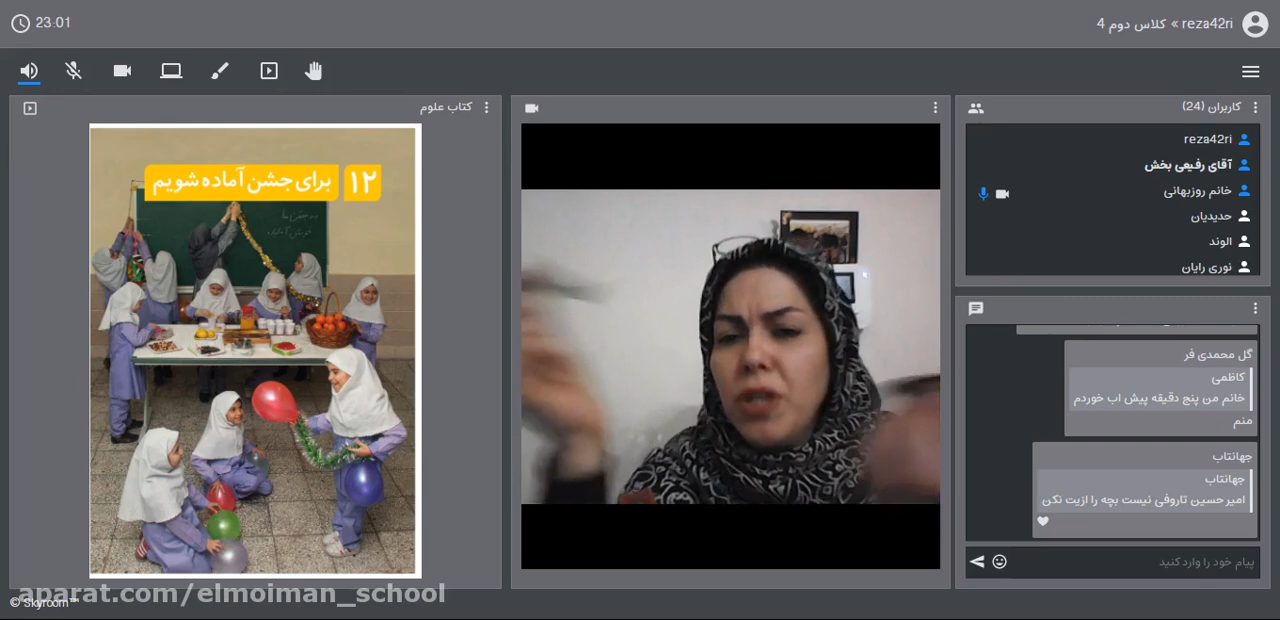 23:01
reza42ri » کلاس دوم 4
کتاب علوم
۱۲ برای جشن آماده شویم
کاربران (24)
reza42ri
آقای رفیعی بخش
خانم روزبهانی
حدیدیان
الوند
نوری رایان
گل محمدی فر
کاظمی
خانم من پنج دقیقه پیش اب خوردم
منم
جهانتاب
جهانتاب
امیر حسین تاروفی نیست بچه را ازیت نکن
پیام خود را وارد کنید
aparat.com/elmoiman_school
© Skyroom™